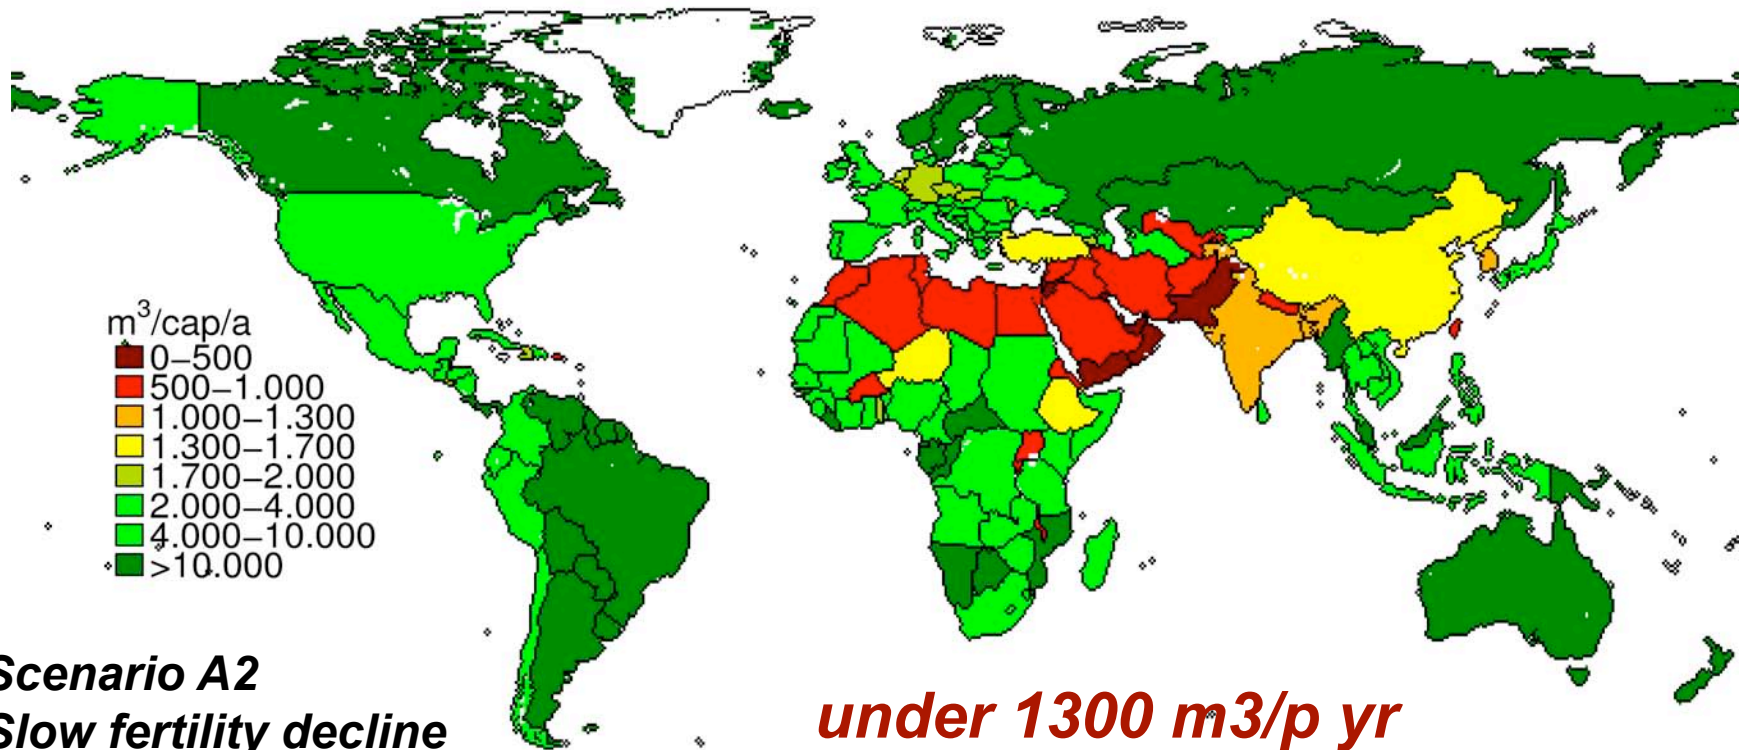 m³/cap/a
0–500
500–1.000
1.000–1.300
1.300–1.700
1.700–2.000
2.000–4.000
4.000–10.000
>10.000
Scenario A2
Slow fertility decline
under 1300 m3/p yr